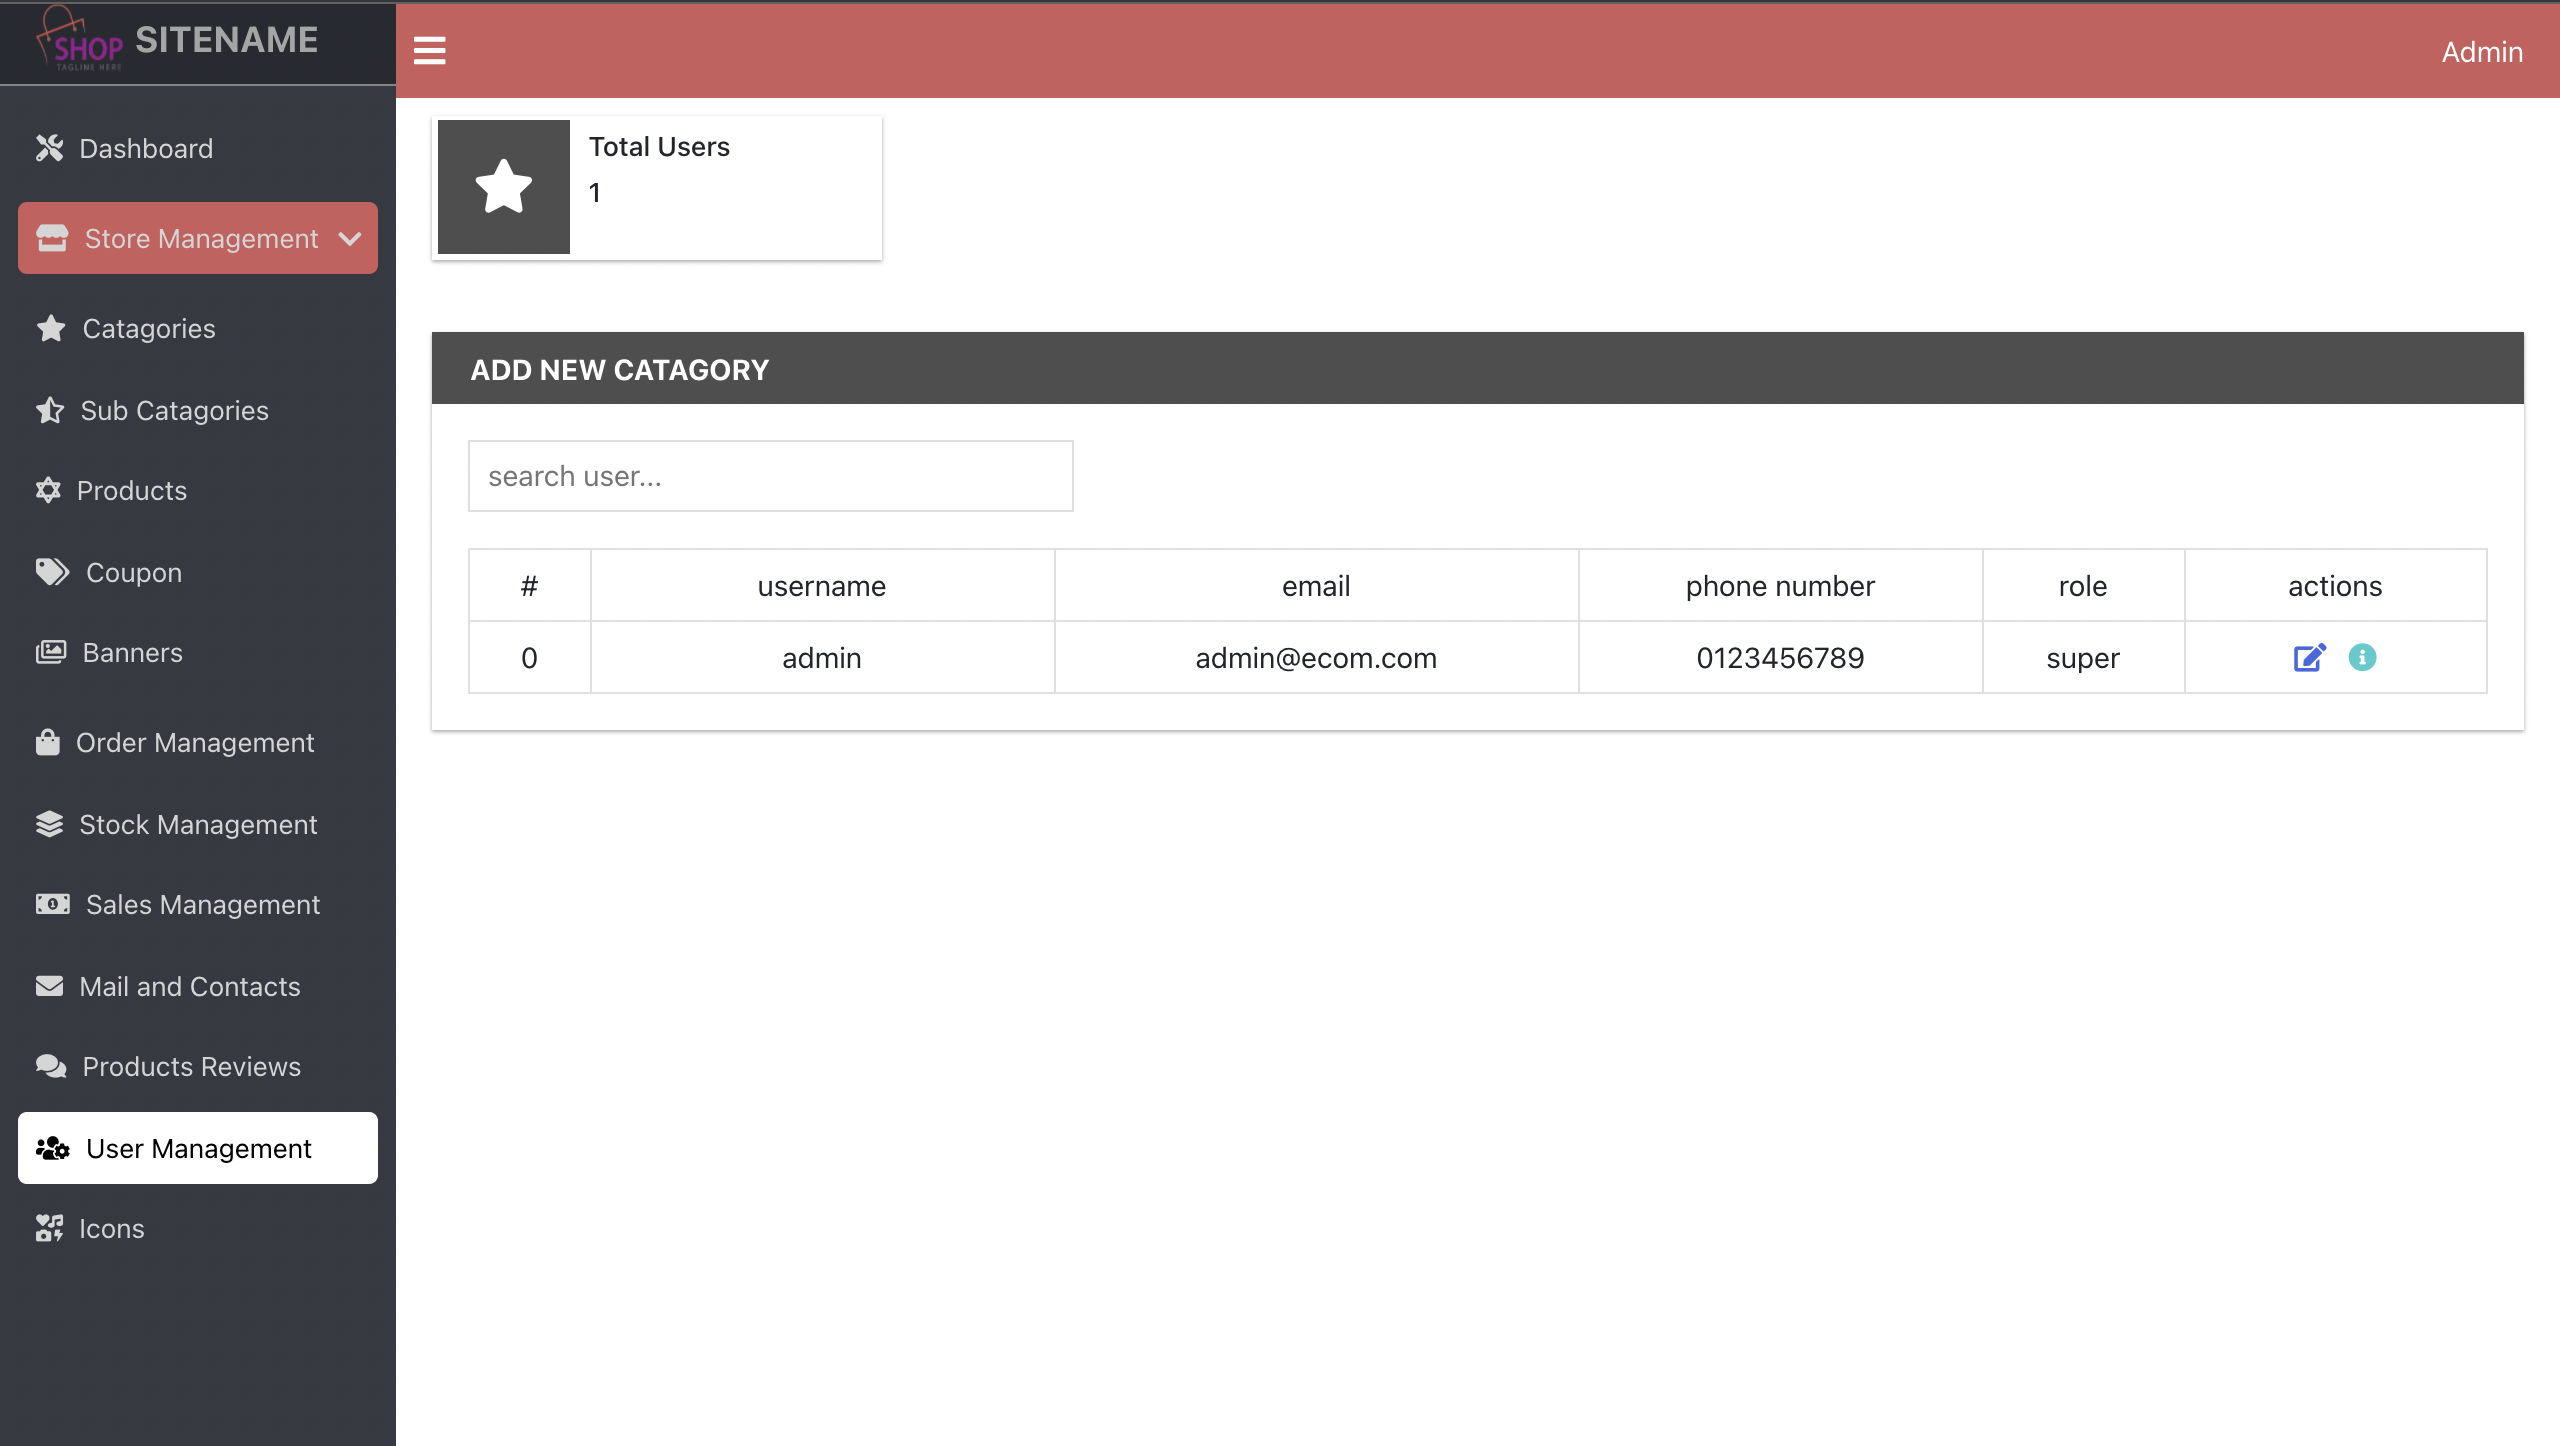 SHOP
TAGLINE HERE
SITENAME
Admin
Dashboard
Store Management
Catagories
Sub Catagories
Products
Coupon
Banners
Order Management
Stock Management
Sales Management
Mail and Contacts
Products Reviews
User Management
Icons
Total Users
1
ADD NEW CATAGORY
search user...
# username email phone number role actions
0 admin admin@ecom.com 0123456789 super